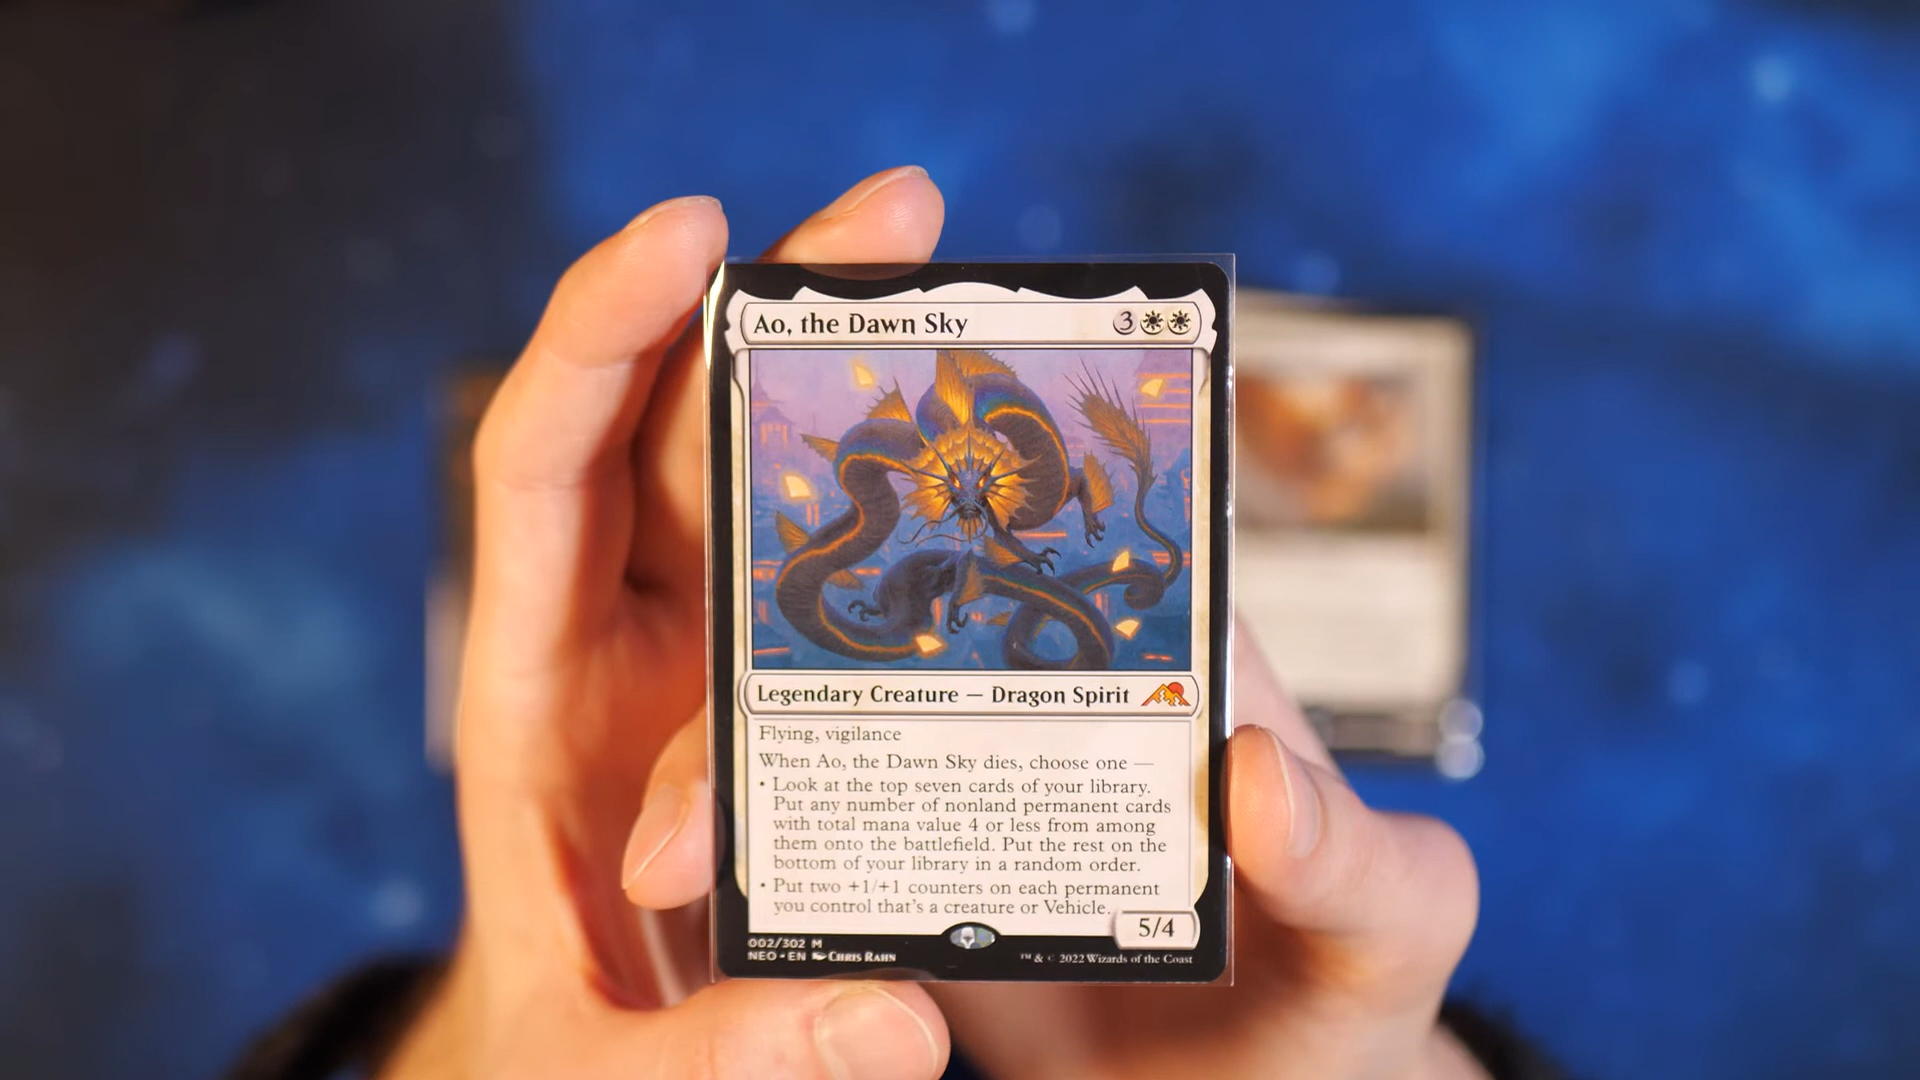 Ao, the Dawn Sky 3
Legendary Creature — Dragon Spirit
Flying, vigilance
When Ao, the Dawn Sky dies, choose one —
• Look at the top seven cards of your library.
Put any number of nonland permanent cards
with total mana value 4 or less from among
them onto the battlefield. Put the rest on the
bottom of your library in a random order.
• Put two +1/+1 counters on each permanent
you control that's a creature or Vehicle.
5/4
002/302 M
NEO • EN Chris Rahn
™ & © 2022 Wizards of the Coast